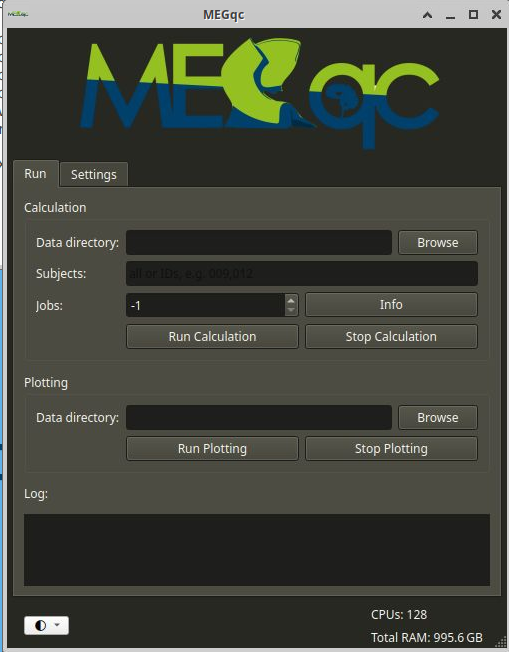 MEGqc
MEGqc
Run Settings
Calculation
Data directory: Browse
Subjects: all or IDs, e.g. 009,012
Jobs: -1 Info
Run Calculation Stop Calculation
Plotting
Data directory: Browse
Run Plotting Stop Plotting
Log:
CPUs: 128
Total RAM: 995.6 GB